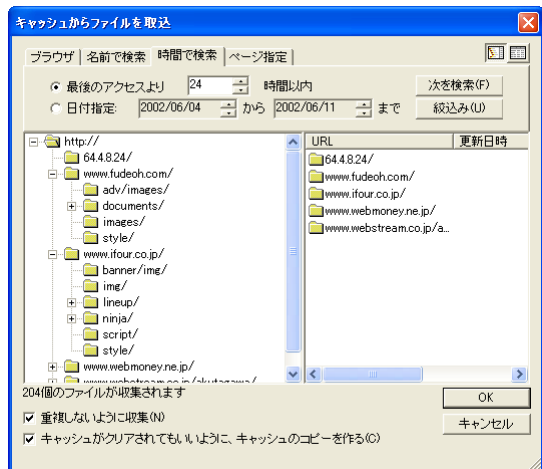 キャッシュからファイルを取込
ブラウザ 名前で検索 時間で検索 ページ指定
最後のアクセスより 24 時間以内 次を検索(F)
日付指定: 2002/06/04 から 2002/06/11 まで 絞込み(U)
http://
64.4.8.24/
www.fudeoh.com/
adv/images/
documents/
images/
style/
www.ifour.co.jp/
banner/img/
img/
lineup/
ninja/
script/
style/
www.webmoney.ne.jp/
www.webstream.co.jp/akutagawa/
URL 更新日時
64.4.8.24/
www.fudeoh.com/
www.ifour.co.jp/
www.webmoney.ne.jp/
www.webstream.co.jp/a...
204個のファイルが収集されます
重複しないように収集(N)
キャッシュがクリアされてもいいように、キャッシュのコピーを作る(C)
OK
キャンセル